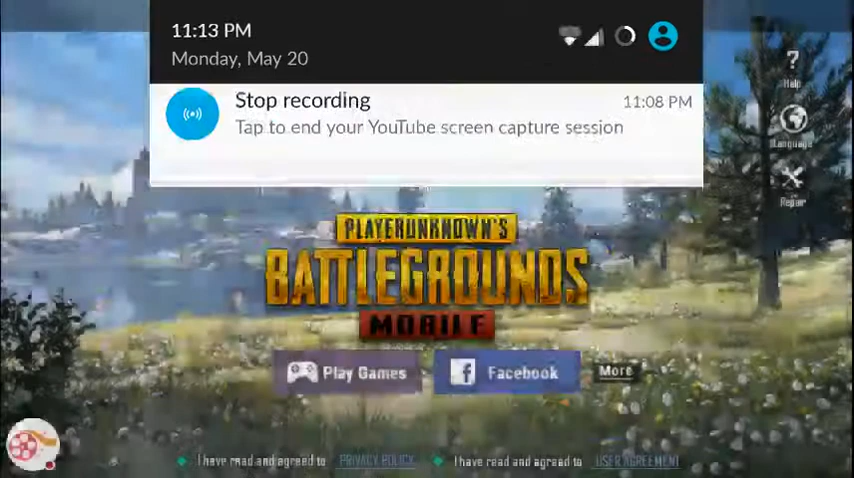 11:13 PM
Monday, May 20
Stop recording
11:08 PM
Tap to end your YouTube screen capture session
?
Help
Language
Repair
PLAYERUNKNOWN'S
BATTLEGROUNDS
MOBILE
Play Games
f Facebook
More
I have read and agreed to PRIVACY POLICY
I have read and agreed to USER AGREEMENT